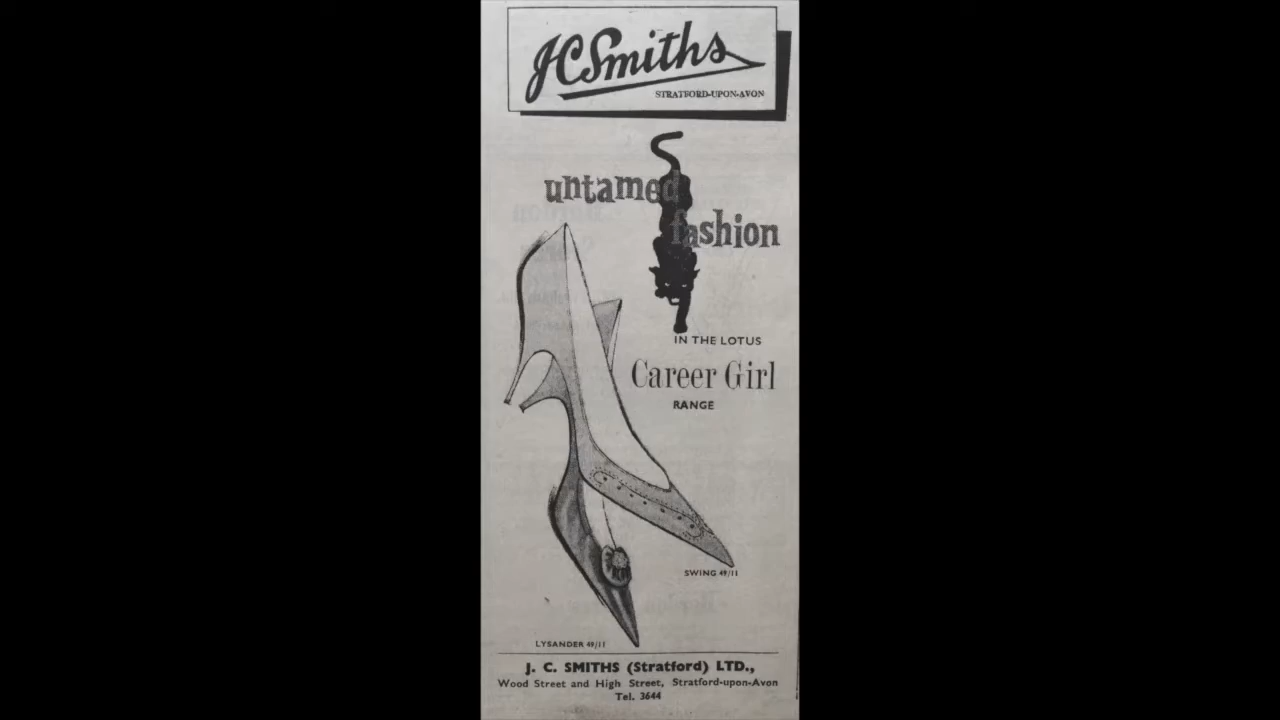 JCSmiths
STRATFORD-UPON-AVON
untamed
fashion
IN THE LOTUS
Career Girl
RANGE
SWING 49/11
LYSANDER 49/11
J. C. SMITHS (Stratford) LTD.,
Wood Street and High Street, Stratford-upon-Avon
Tel. 3644